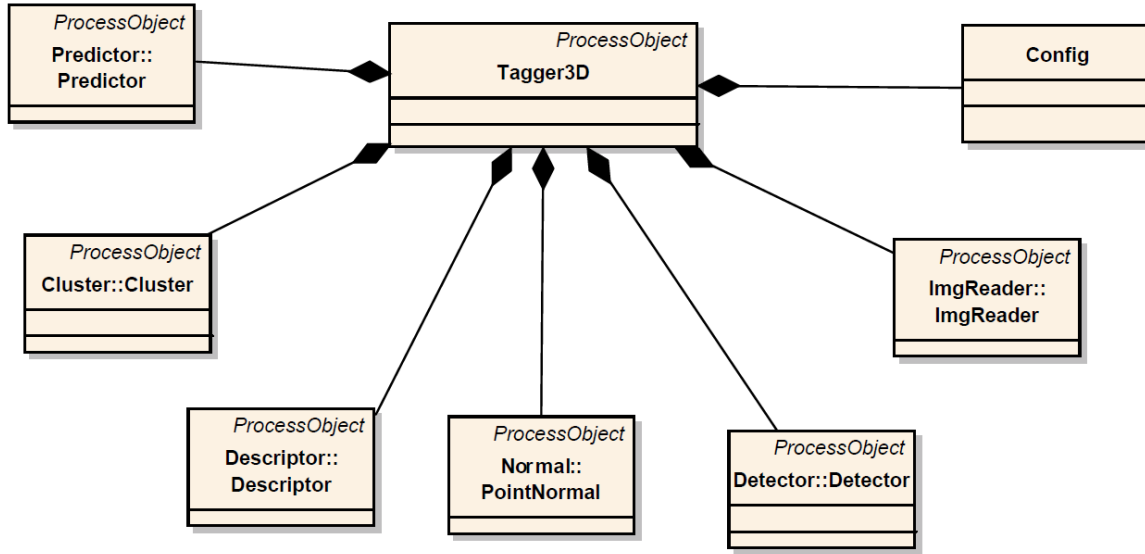 ProcessObject
Predictor::
Predictor
ProcessObject
Tagger3D
Config
ProcessObject
Cluster::Cluster
ProcessObject
ImgReader::
ImgReader
ProcessObject
Descriptor::
Descriptor
ProcessObject
Normal::
PointNormal
ProcessObject
Detector::Detector